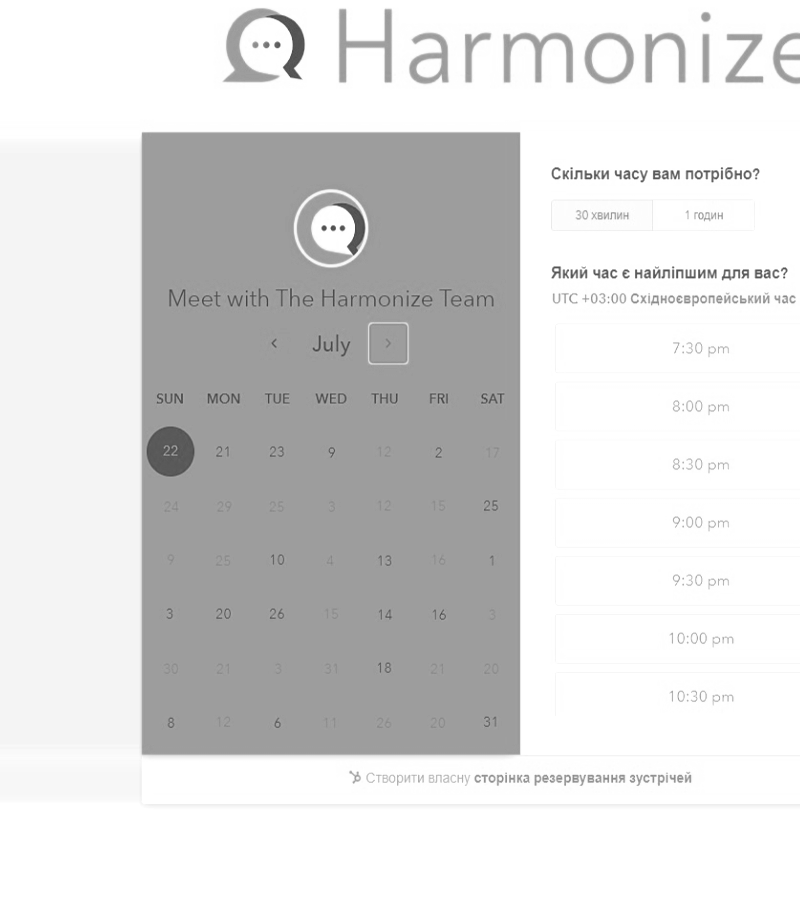 Harmonize
Meet with The Harmonize Team
July
SUN MON TUE WED THU FRI SAT
22 21 23 9 12 2 17
24 29 25 3 12 15 25
9 25 10 4 13 16 1
3 20 26 15 14 16 3
30 21 3 31 18 21 20
8 12 6 11 26 20 31
Скільки часу вам потрібно?
30 хвилин 1 годин
Який час є найліпшим для вас?
UTC +03:00 Східноєвропейський час
7:30 pm
8:00 pm
8:30 pm
9:00 pm
9:30 pm
10:00 pm
10:30 pm
Створити власну сторінка резервування зустрічей